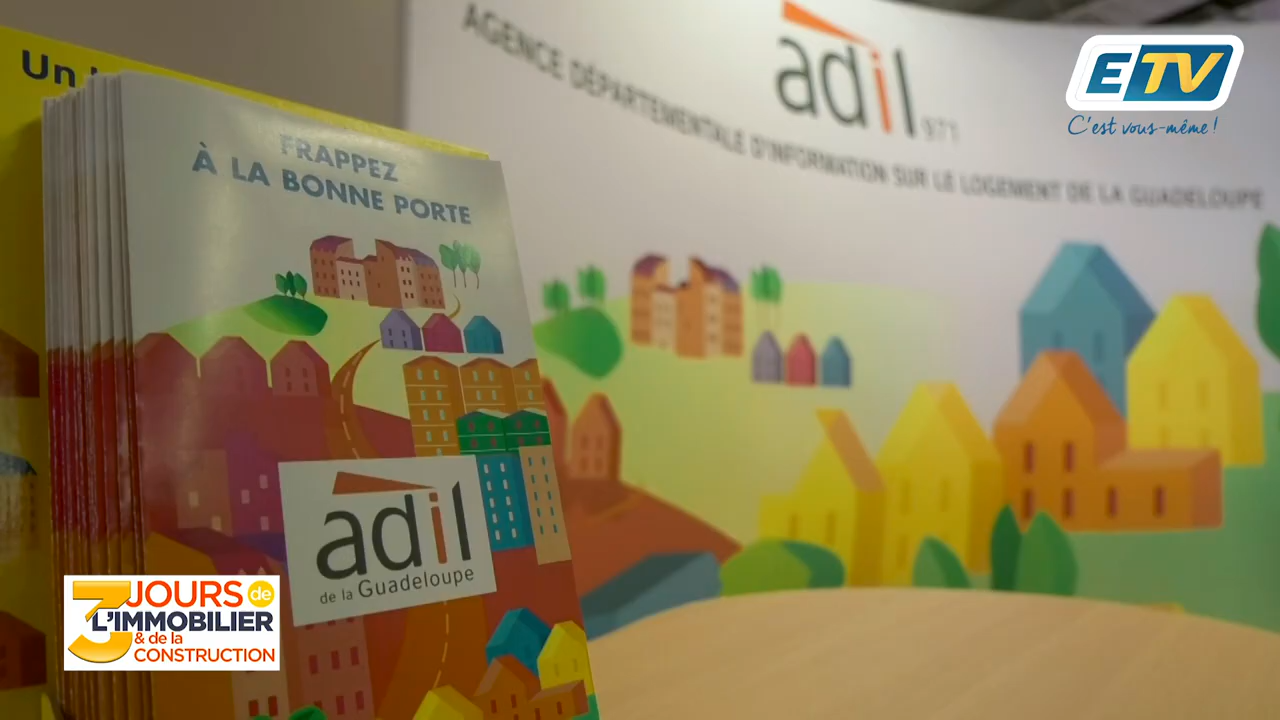 Un
FRAPPEZ
À LA BONNE PORTE
adil
de la Guadeloupe
adil
971
AGENCE DÉPARTEMENTALE D'INFORMATION SUR LE LOGEMENT DE LA GUADELOUPE
ETV
C'est vous-même !
3 JOURS de
L'IMMOBILIER
& de la
CONSTRUCTION